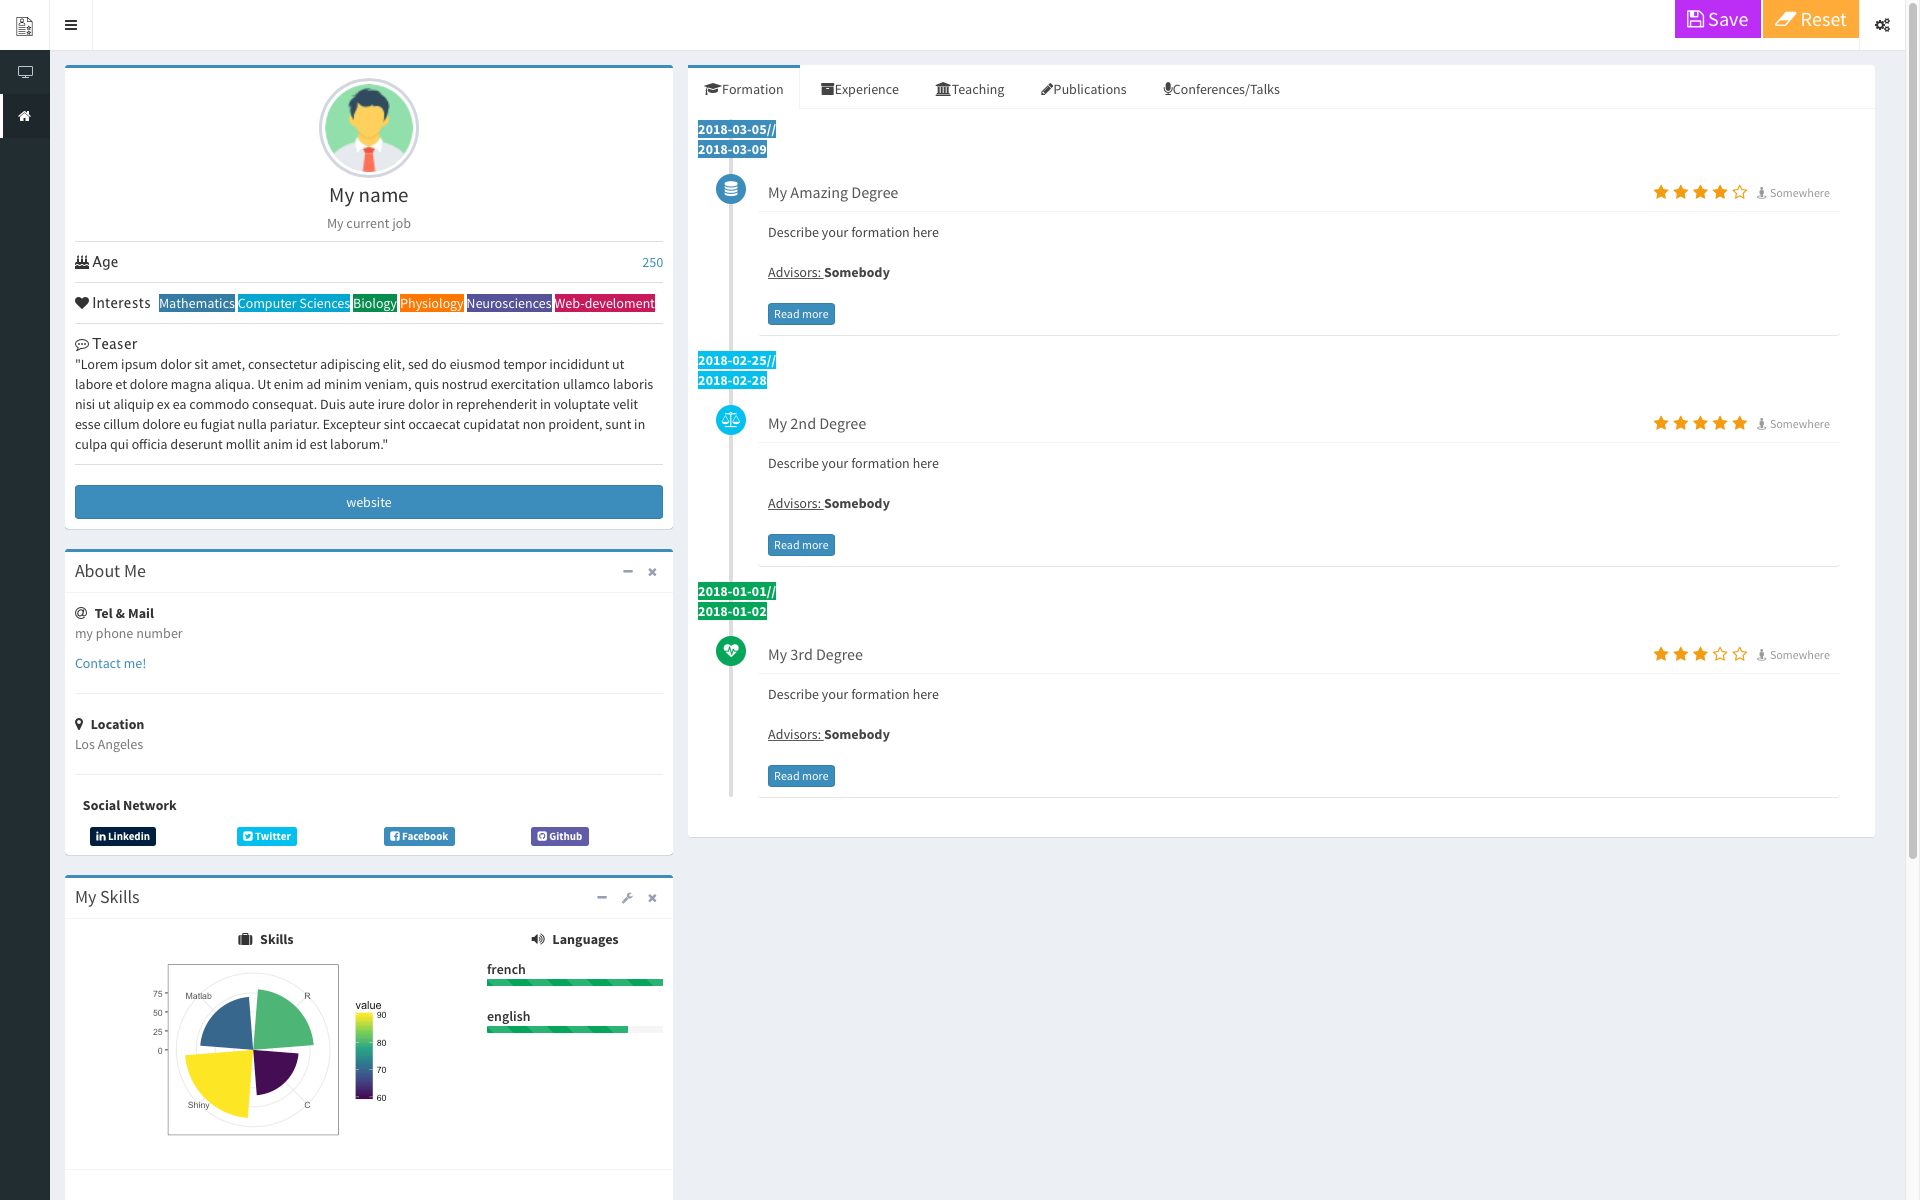 Save
Reset
My name
My current job
Age
250
Interests Mathematics Computer Sciences Biology Physiology Neurosciences Web-develoment
Teaser
"Lorem ipsum dolor sit amet, consectetur adipiscing elit, sed do eiusmod tempor incididunt ut
labore et dolore magna aliqua. Ut enim ad minim veniam, quis nostrud exercitation ullamco laboris
nisi ut aliquip ex ea commodo consequat. Duis aute irure dolor in reprehenderit in voluptate velit
esse cillum dolore eu fugiat nulla pariatur. Excepteur sint occaecat cupidatat non proident, sunt in
culpa qui officia deserunt mollit anim id est laborum."
website
About Me
Tel & Mail
my phone number
Contact me!
Location
Los Angeles
Social Network
Linkedin
Twitter
Facebook
Github
My Skills
Skills
75
50
25
0
Matlab
R
Shiny
C
value
90
80
70
60
Languages
french
english
Formation
Experience
Teaching
Publications
Conferences/Talks
2018-03-05//
2018-03-09
My Amazing Degree
Somewhere
Describe your formation here
Advisors: Somebody
Read more
2018-02-25//
2018-02-28
My 2nd Degree
Somewhere
Describe your formation here
Advisors: Somebody
Read more
2018-01-01//
2018-01-02
My 3rd Degree
Somewhere
Describe your formation here
Advisors: Somebody
Read more